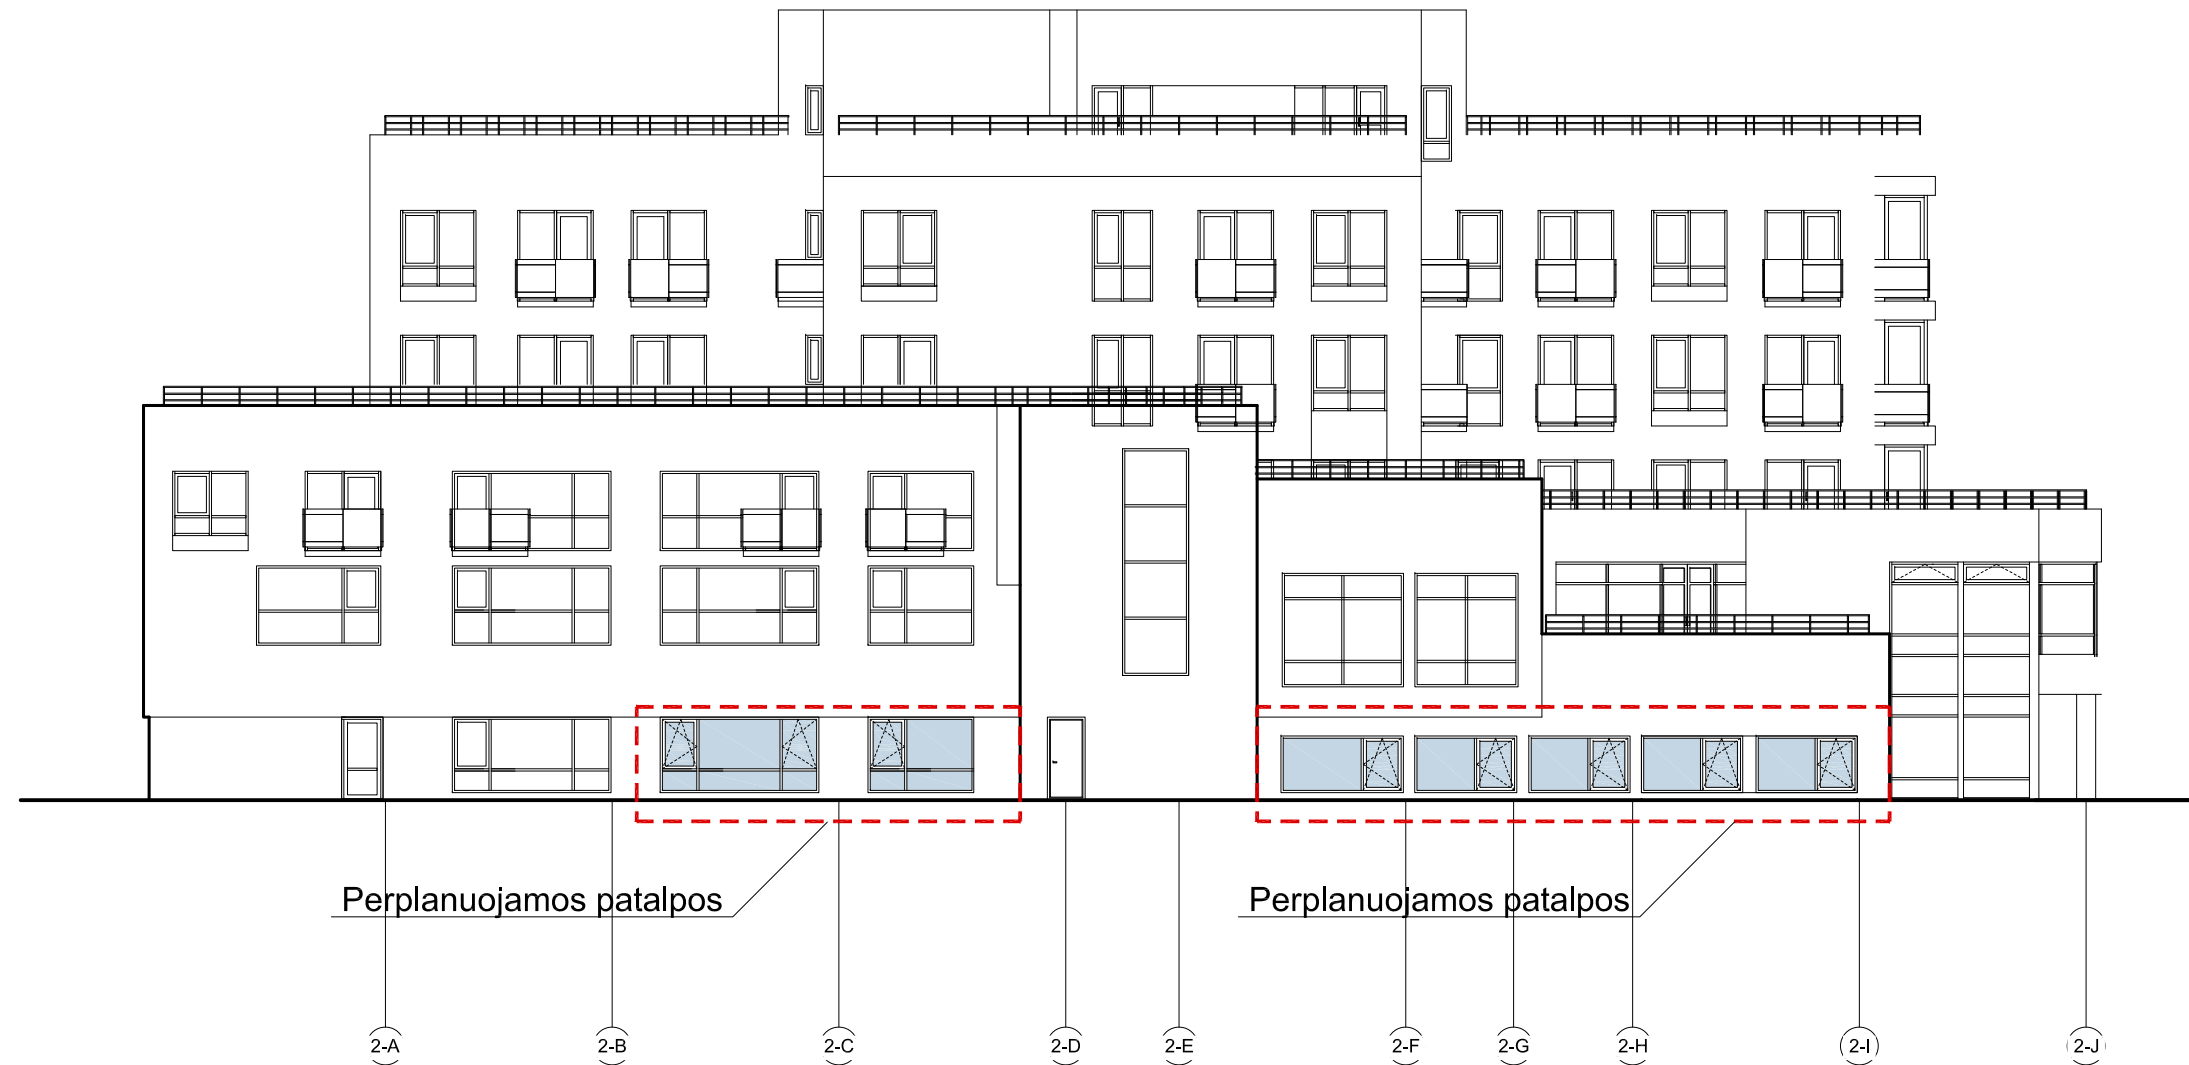 Perplanuojamos patalpos
Perplanuojamos patalpos
2-A
2-B
2-C
2-D
2-E
2-F
2-G
2-H
2-I
2-J